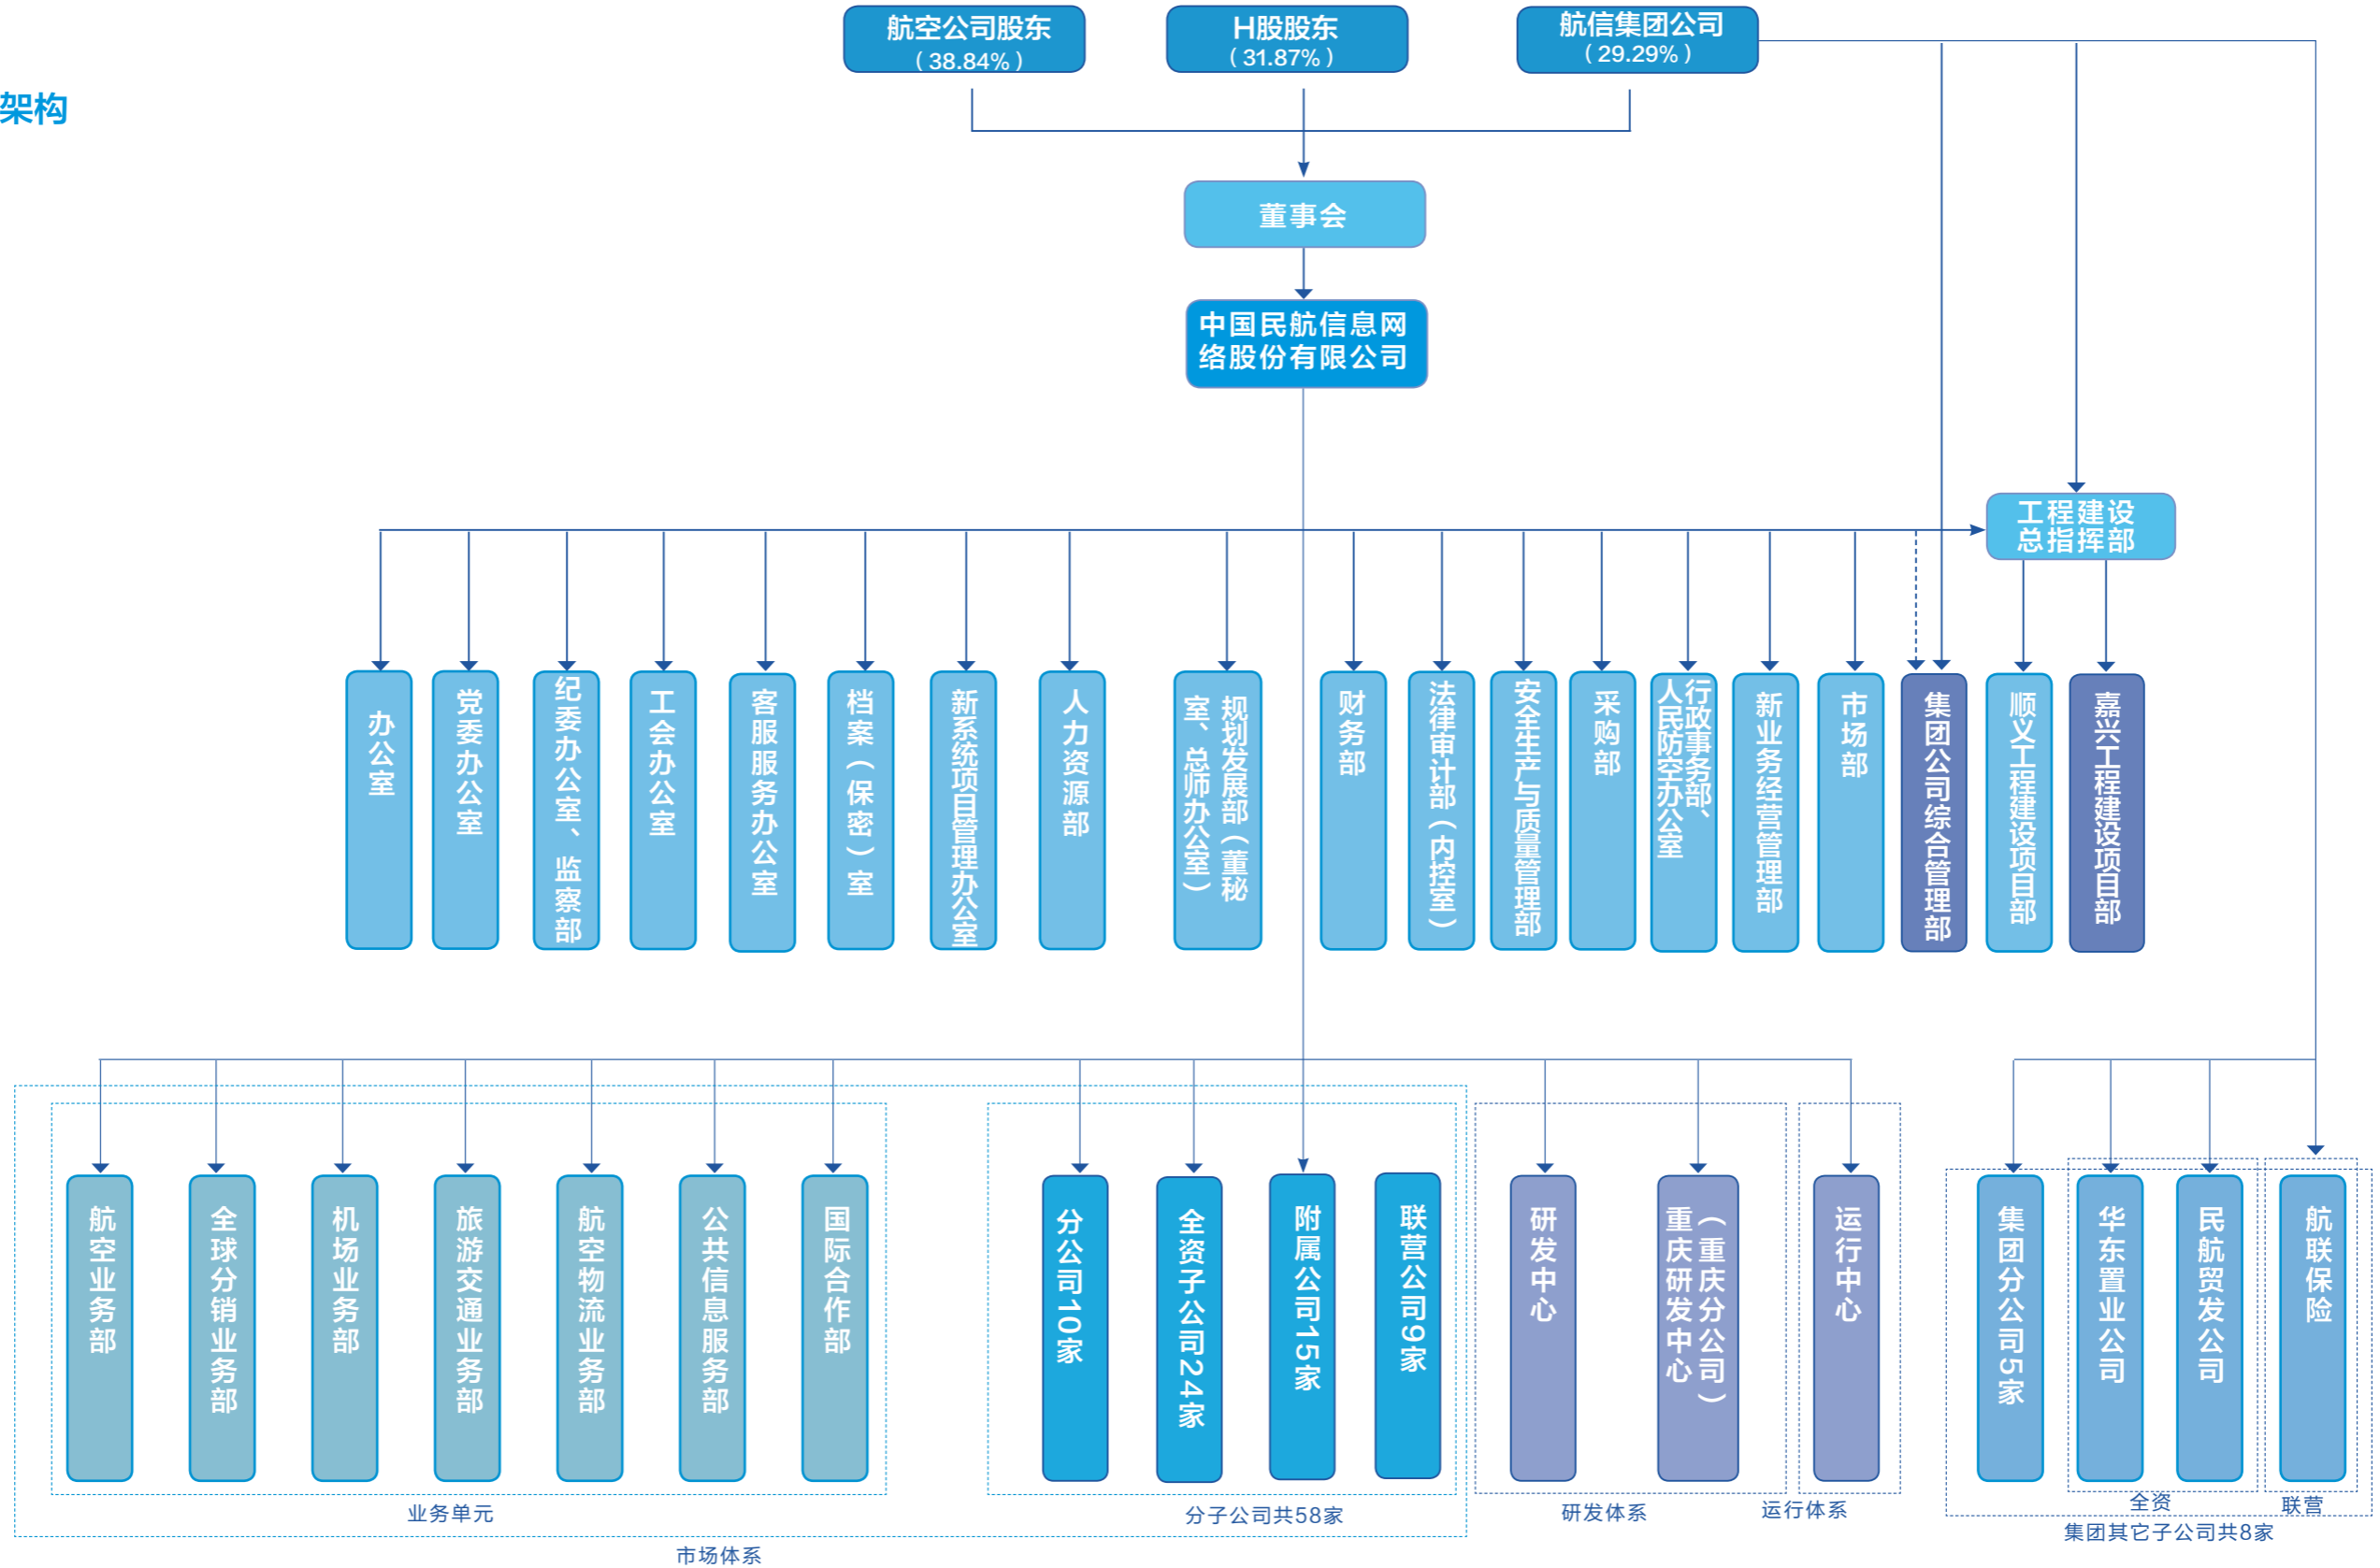 航空公司股东
（38.84%）
H股股东
（31.87%）
航信集团公司
（29.29%）
架构
董事会
中国民航信息网
络股份有限公司
工程建设
总指挥部
办公室
党委办公室
纪委办公室、监察部
工会办公室
客服服务办公室
档案（保密）室
新系统项目管理办公室
人力资源部
规划发展部（董秘
室、总师办公室）
财务部
法律审计部（内控室）
安全生产与质量管理部
采购部
行政事务部、
人民防空办公室
新业务经营管理部
市场部
集团公司综合管理部
顺义工程建设项目部
嘉兴工程建设项目部
航空业务部
全球分销业务部
机场业务部
旅游交通业务部
航空物流业务部
公共信息服务部
国际合作部
分公司10家
全资子公司24家
附属公司15家
联营公司9家
研发中心
（重庆分公司）
重庆研发中心
运行中心
集团分公司5家
华东置业公司
民航贸发公司
航联保险
业务单元
分子公司共58家
研发体系
运行体系
全资
联营
集团其它子公司共8家
市场体系